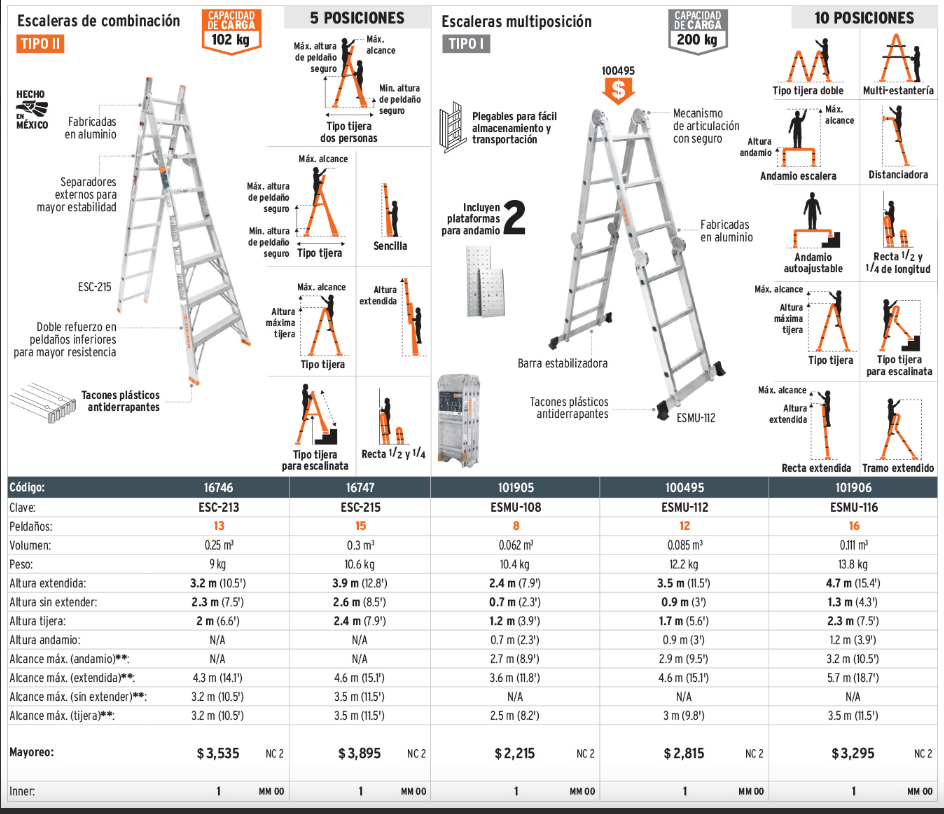 Escaleras de combinación
TIPO II
CAPACIDAD
DE CARGA
102 kg
5 POSICIONES
HECHO
EN
MÉXICO
Fabricadas
en aluminio
Separadores
externos para
mayor estabilidad
ESC-215
Doble refuerzo en
peldaños inferiores
para mayor resistencia
Tacones plásticos
antiderrapantes
Máx. altura
de peldaño
seguro
Máx.
alcance
Min. altura
de peldaño
seguro
Tipo tijera
dos personas
Máx. alcance
Máx. altura
de peldaño
seguro
Mín. altura
de peldaño
seguro
Tipo tijera
Sencilla
Máx. alcance
Altura
máxima
tijera
Tipo tijera
Altura
extendida
Tipo tijera
para escalinata
Recta 1/2 y 1/4
Escaleras multiposición
TIPO I
CAPACIDAD
DE CARGA
200 kg
10 POSICIONES
100495
$
Plegables para fácil
almacenamiento y
transportación
Incluyen
plataformas
para andamio
2
Mecanismo
de articulación
con seguro
Fabricadas
en aluminio
Barra estabilizadora
Tacones plásticos
antiderrapantes
ESMU-112
Tipo tijera doble
Multi-estantería
Máx.
alcance
Altura
andamio
Andamio escalera
Distanciadora
Andamio
autoajustable
Recta 1/2 y
1/4 de longitud
Máx. alcance
Altura
máxima
tijera
Tipo tijera
Tipo tijera
para escalinata
Máx. alcance
Altura
extendida
Recta extendida
Tramo extendido
Código: 16746 16747 101905 100495 101906
Clave: ESC-213 ESC-215 ESMU-108 ESMU-112 ESMU-116
Peldaños: 13 15 8 12 16
Volumen: 0.25 m³ 0.3 m³ 0.062 m³ 0.085 m³ 0.111 m³
Peso: 9 kg 10.6 kg 10.4 kg 12.2 kg 13.8 kg
Altura extendida: 3.2 m (10.5') 3.9 m (12.8') 2.4 m (7.9') 3.5 m (11.5') 4.7 m (15.4')
Altura sin extender: 2.3 m (7.5') 2.6 m (8.5') 0.7 m (2.3') 0.9 m (3') 1.3 m (4.3')
Altura tijera: 2 m (6.6') 2.4 m (7.9') 1.2 m (3.9') 1.7 m (5.6') 2.3 m (7.5')
Altura andamio: N/A N/A 0.7 m (2.3') 0.9 m (3') 1.2 m (3.9')
Alcance máx. (andamio)**: N/A N/A 2.7 m (8.9') 2.9 m (9.5') 3.2 m (10.5')
Alcance máx. (extendida)**: 4.3 m (14.1') 4.6 m (15.1') 3.6 m (11.8') 4.6 m (15.1') 5.7 m (18.7')
Alcance máx. (sin extender)**: 3.2 m (10.5') 3.5 m (11.5') N/A N/A N/A
Alcance máx. (tijera)**: 3.2 m (10.5') 3.5 m (11.5') 2.5 m (8.2') 3 m (9.8') 3.5 m (11.5')
Mayoreo: $3,535 NC 2 $3,895 NC 2 $2,215 NC 2 $2,815 NC 2 $3,295 NC 2
Inner: 1 MM 00 1 MM 00 1 MM 00 1 MM 00 1 MM 00